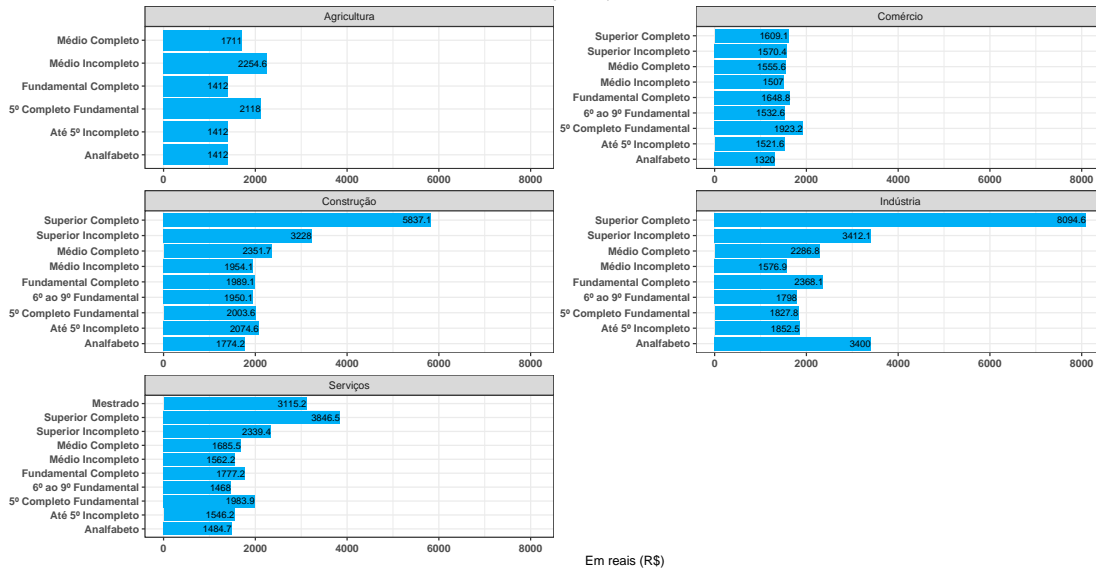 Agricultura
Médio Completo 1711
Médio Incompleto 2254.6
Fundamental Completo 1412
5º Completo Fundamental 2118
Até 5º Incompleto 1412
Analfabeto 1412
0 2000 4000 6000 8000
Comércio
Superior Completo 1609.1
Superior Incompleto 1570.4
Médio Completo 1555.6
Médio Incompleto 1507
Fundamental Completo 1648.8
6º ao 9º Fundamental 1532.6
5º Completo Fundamental 1923.2
Até 5º Incompleto 1521.6
Analfabeto 1320
0 2000 4000 6000 8000
Construção
Superior Completo 5837.1
Superior Incompleto 3228
Médio Completo 2351.7
Médio Incompleto 1954.1
Fundamental Completo 1989.1
6º ao 9º Fundamental 1950.1
5º Completo Fundamental 2003.6
Até 5º Incompleto 2074.6
Analfabeto 1774.2
0 2000 4000 6000 8000
Indústria
Superior Completo 8094.6
Superior Incompleto 3412.1
Médio Completo 2286.8
Médio Incompleto 1576.9
Fundamental Completo 2368.1
6º ao 9º Fundamental 1798
5º Completo Fundamental 1827.8
Até 5º Incompleto 1852.5
Analfabeto 3400
0 2000 4000 6000 8000
Serviços
Mestrado 3115.2
Superior Completo 3846.5
Superior Incompleto 2339.4
Médio Completo 1685.5
Médio Incompleto 1562.2
Fundamental Completo 1777.2
6º ao 9º Fundamental 1468
5º Completo Fundamental 1983.9
Até 5º Incompleto 1546.2
Analfabeto 1484.7
0 2000 4000 6000 8000
Em reais (R$)